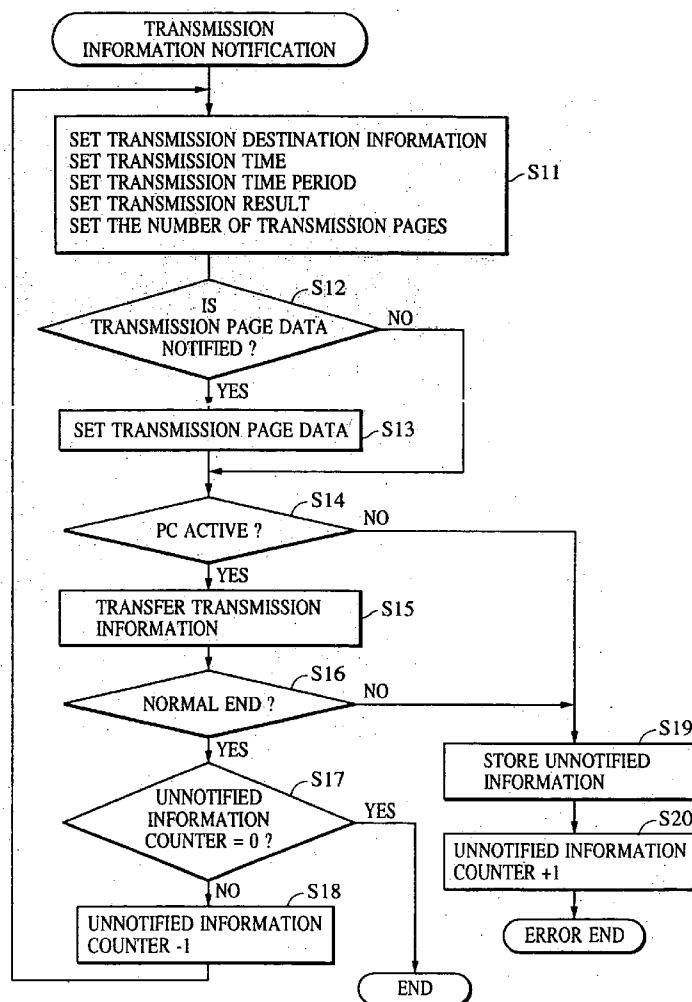 TRANSMISSION
INFORMATION NOTIFICATION
SET TRANSMISSION DESTINATION INFORMATION
SET TRANSMISSION TIME
SET TRANSMISSION TIME PERIOD
SET TRANSMISSION RESULT
SET THE NUMBER OF TRANSMISSION PAGES
S11
S12
IS
TRANSMISSION PAGE DATA
NOTIFIED ?
NO
YES
SET TRANSMISSION PAGE DATA
S13
S14
PC ACTIVE ?
NO
YES
TRANSFER TRANSMISSION
INFORMATION
S15
S16
NORMAL END ?
NO
YES
S17
UNNOTIFIED
INFORMATION
COUNTER = 0 ?
YES
NO
S18
UNNOTIFIED INFORMATION
COUNTER -1
END
S19
STORE UNNOTIFIED
INFORMATION
S20
UNNOTIFIED INFORMATION
COUNTER +1
ERROR END